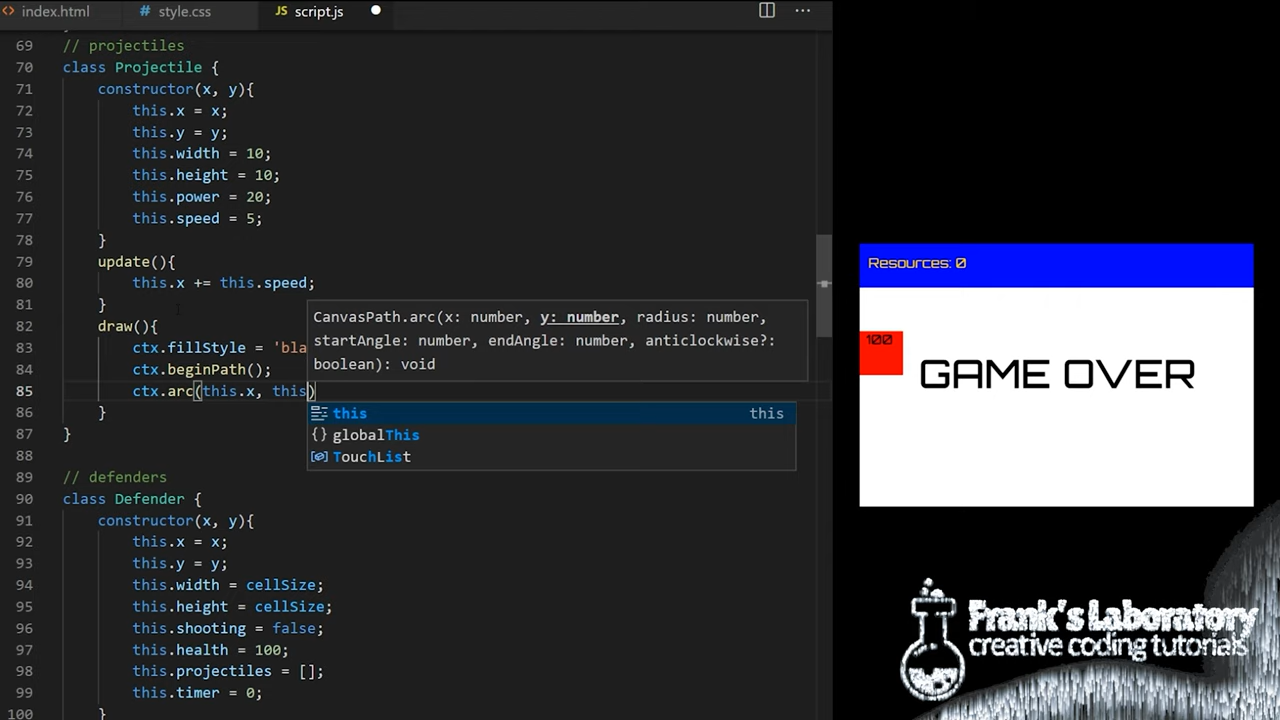 index.html
style.css
JS script.js
69 // projectiles
70 class Projectile {
71 constructor(x, y){
72 this.x = x;
73 this.y = y;
74 this.width = 10;
75 this.height = 10;
76 this.power = 20;
77 this.speed = 5;
78 }
79 update(){
80 this.x += this.speed;
81 }
82 draw(){
83 ctx.fillStyle = 'bla
84 ctx.beginPath();
85 ctx.arc(this.x, this)
86 }
87 }
88
89 // defenders
90 class Defender {
91 constructor(x, y){
92 this.x = x;
93 this.y = y;
94 this.width = cellSize;
95 this.height = cellSize;
96 this.shooting = false;
97 this.health = 100;
98 this.projectiles = [];
99 this.timer = 0;
100 }
CanvasPath.arc(x: number, y: number, radius: number,
startAngle: number, endAngle: number, anticlockwise?:
boolean): void
this this
globalThis
TouchList
Resources: 0
100
GAME OVER
Frank's Laboratory
creative coding tutorials